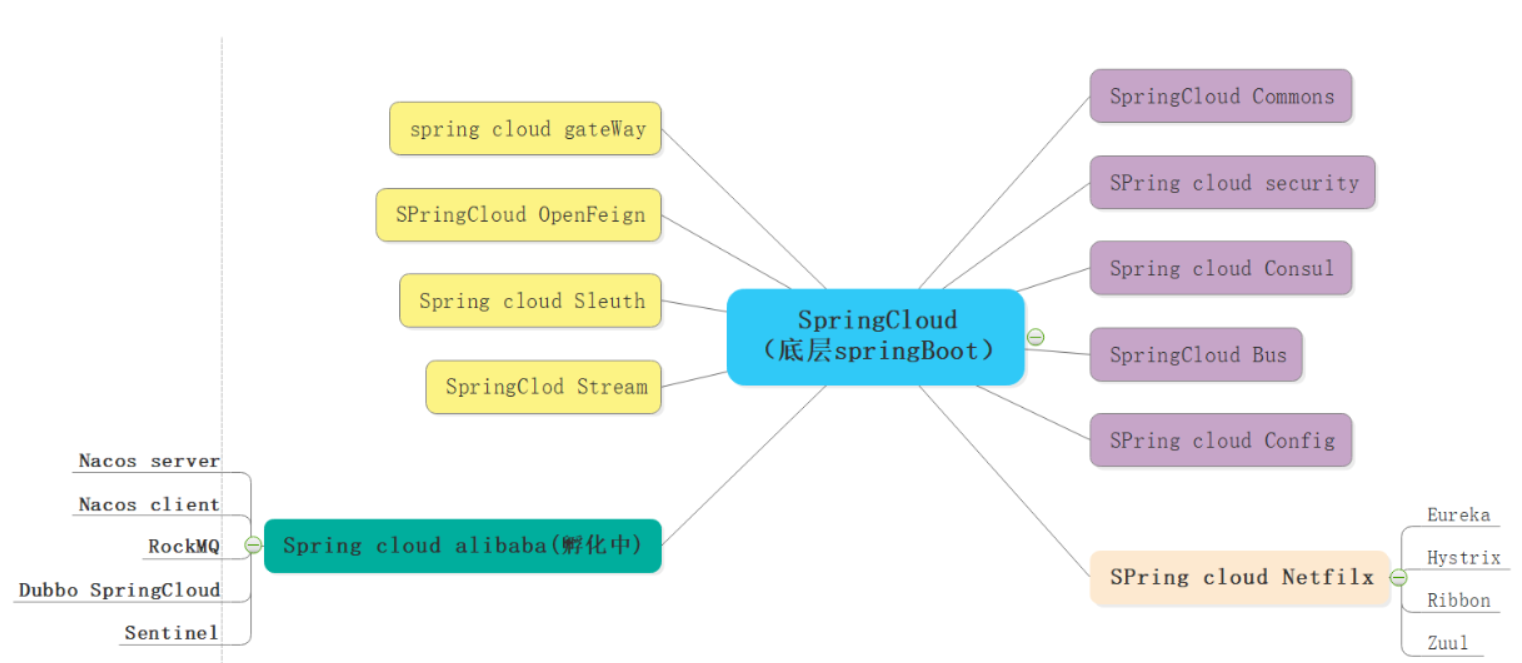 SpringCloud
（底层springBoot）
spring cloud gateWay
SPringCloud OpenFeign
Spring cloud Sleuth
SpringClod Stream
Spring cloud alibaba(孵化中)
Nacos server
Nacos client
RockMQ
Dubbo SpringCloud
Sentinel
SpringCloud Commons
SPring cloud security
Spring cloud Consul
SpringCloud Bus
SPring cloud Config
SPring cloud Netfilx
Eureka
Hystrix
Ribbon
Zuul